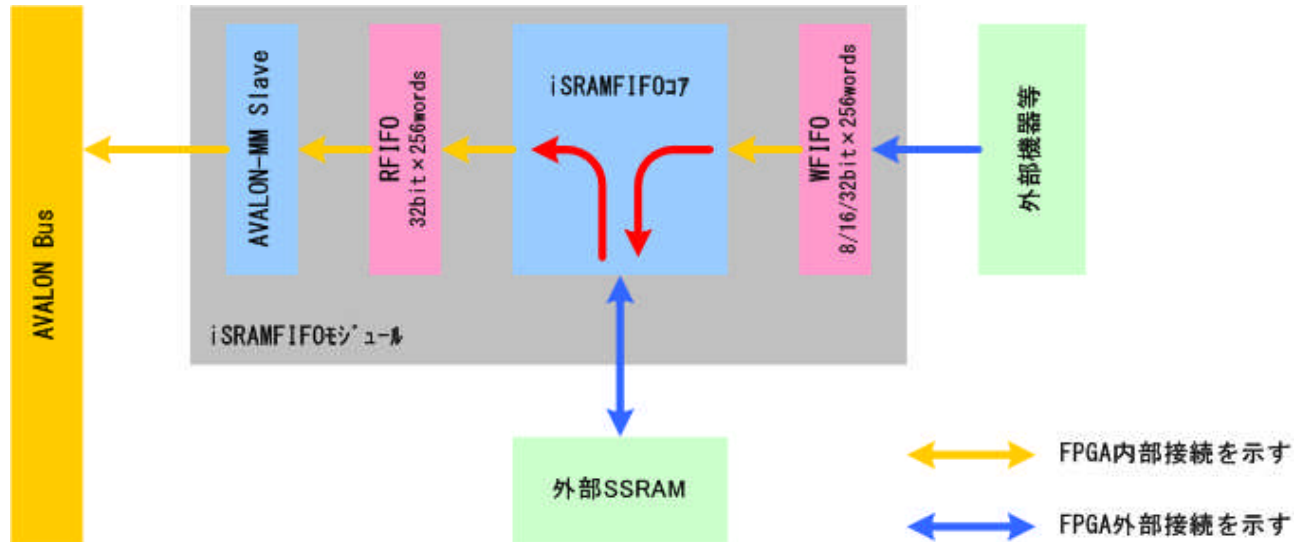 AVALON Bus
AVALON-MM Slave
RFIFO
32bit×256words
iSRAMFIFOｺｱ
WFIFO
8/16/32bit×256words
外部機器等
iSRAMFIFOﾓｼﾞｭｰﾙ
外部SSRAM
FPGA内部接続を示す
FPGA外部接続を示す